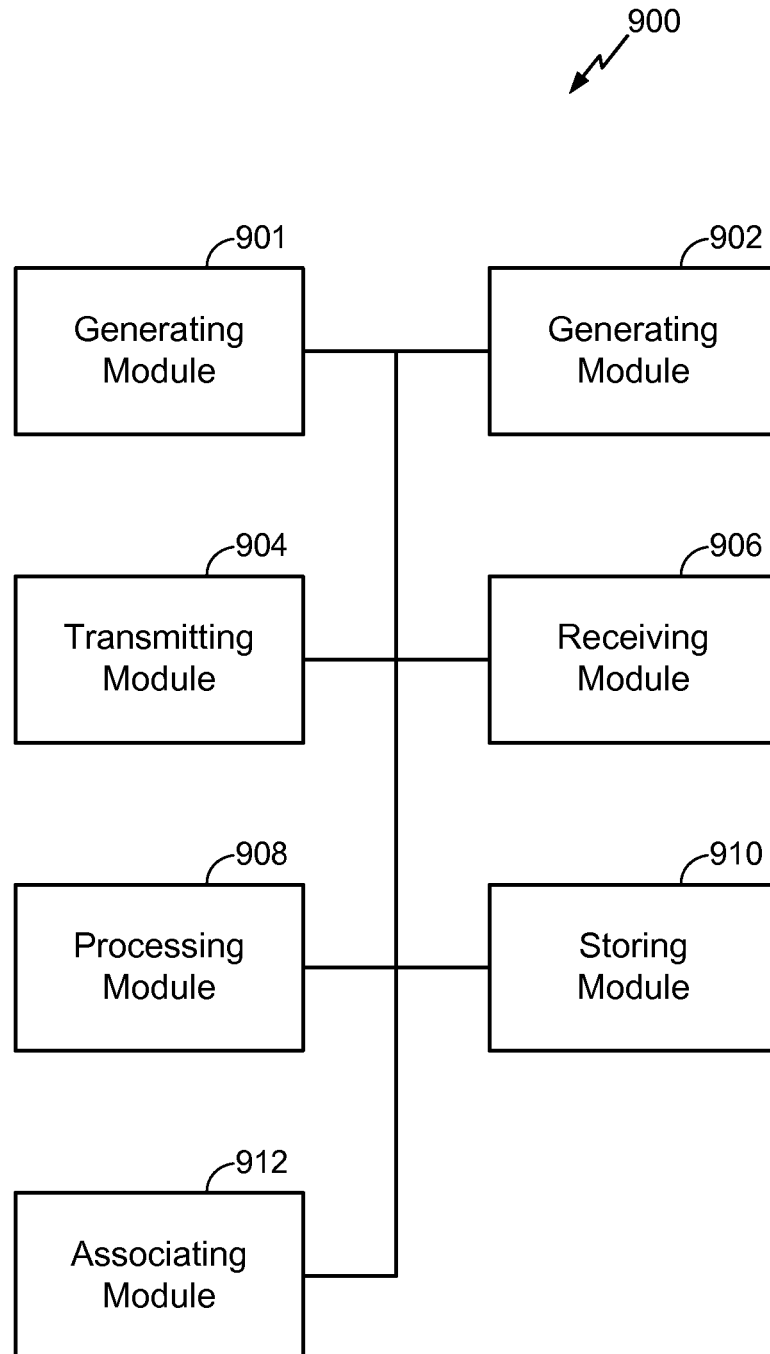 900
901
902
Generating
Module
Generating
Module
904
906
Transmitting
Module
Receiving
Module
908
910
Processing
Module
Storing
Module
912
Associating
Module